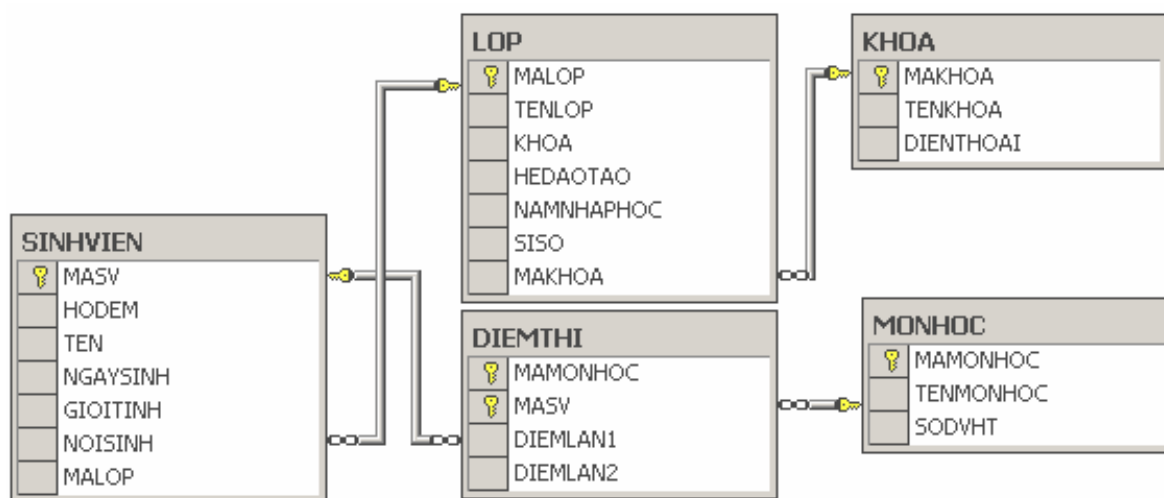 LOP
MALOP
TENLOP
KHOA
HEDAOTAO
NAMNHAPHOC
SISO
MAKHOA
KHOA
MAKHOA
TENKHOA
DIENTHOAI
SINHVIEN
MASV
HODEM
TEN
NGAYSINH
GIOITINH
NOISINH
MALOP
DIEMTHI
MAMONHOC
MASV
DIEMLAN1
DIEMLAN2
MONHOC
MAMONHOC
TENMONHOC
SODVHT